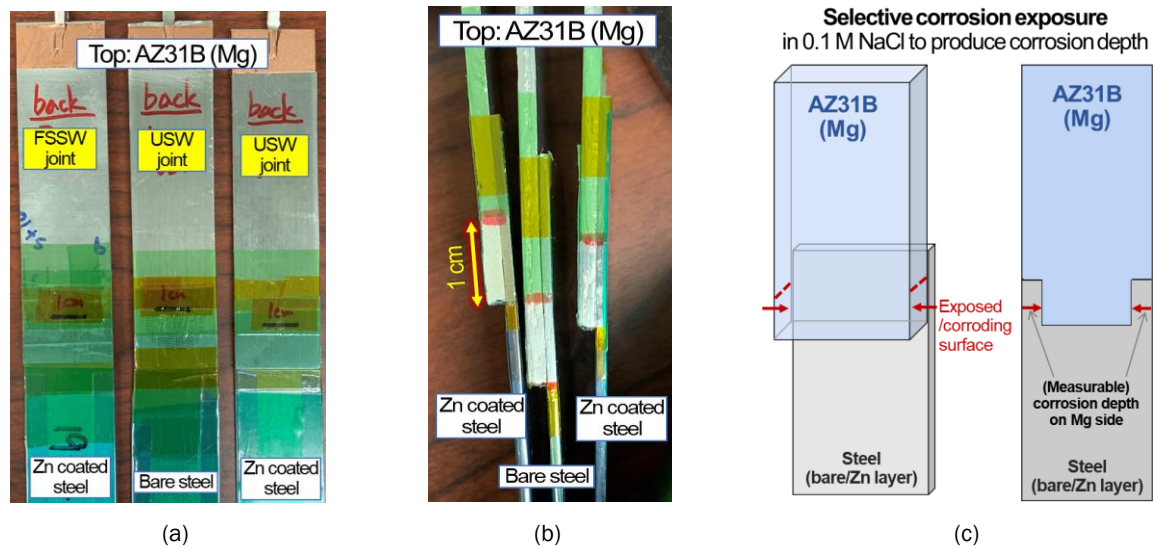 Top: AZ31B (Mg)
back
back
back
FSSW
joint
USW
joint
USW
joint
1cm
1cm
1cm
Zn coated
steel
Bare steel
Zn coated
steel
(a)
Top: AZ31B (Mg)
1 cm
Zn coated
steel
Zn coated
steel
Bare steel
(b)
Selective corrosion exposure
in 0.1 M NaCl to produce corrosion depth
AZ31B
(Mg)
AZ31B
(Mg)
Exposed
/corroding
surface
(Measurable)
corrosion depth
on Mg side
Steel
(bare/Zn layer)
Steel
(bare/Zn layer)
(c)